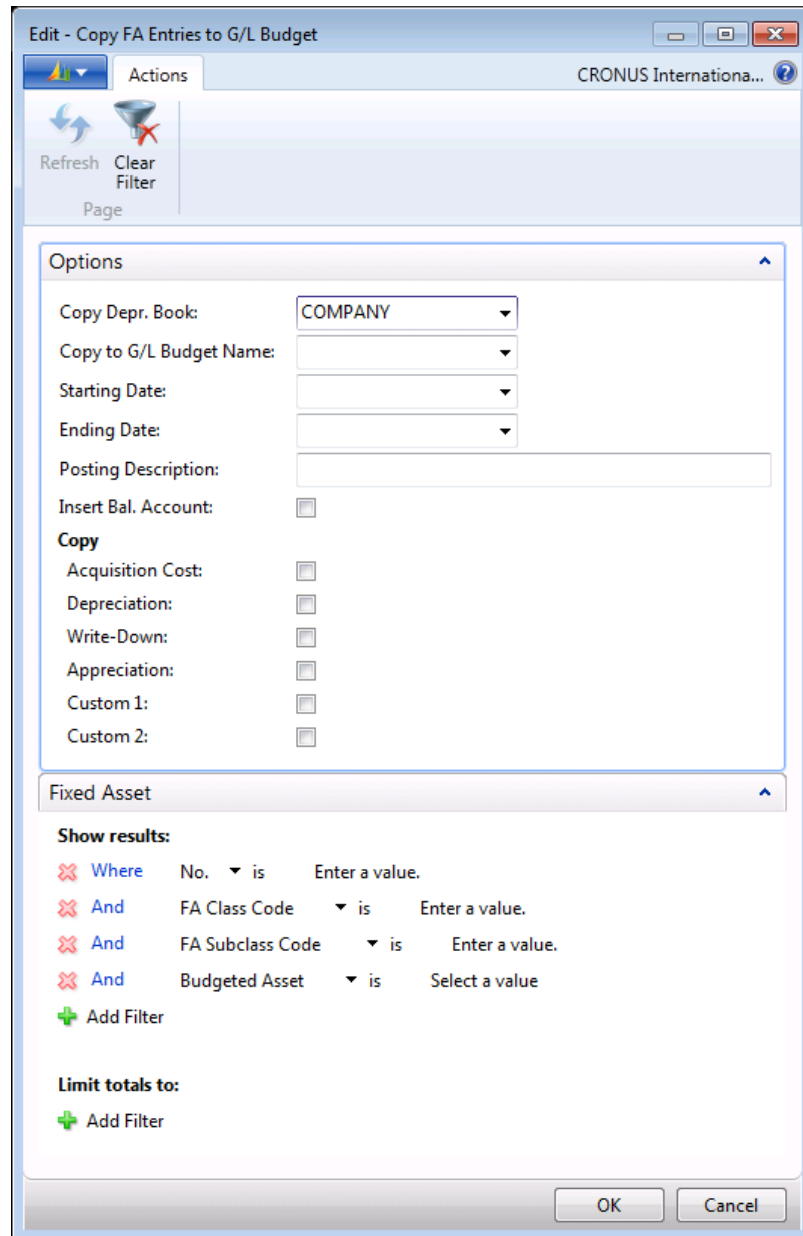 Edit - Copy FA Entries to G/L Budget
Actions
CRONUS Internationa...
Refresh Clear Filter
Page
Options
Copy Depr. Book: COMPANY
Copy to G/L Budget Name:
Starting Date:
Ending Date:
Posting Description:
Insert Bal. Account:
Copy
Acquisition Cost:
Depreciation:
Write-Down:
Appreciation:
Custom 1:
Custom 2:
Fixed Asset
Show results:
Where No. is Enter a value.
And FA Class Code is Enter a value.
And FA Subclass Code is Enter a value.
And Budgeted Asset is Select a value
Add Filter
Limit totals to:
Add Filter
OK Cancel